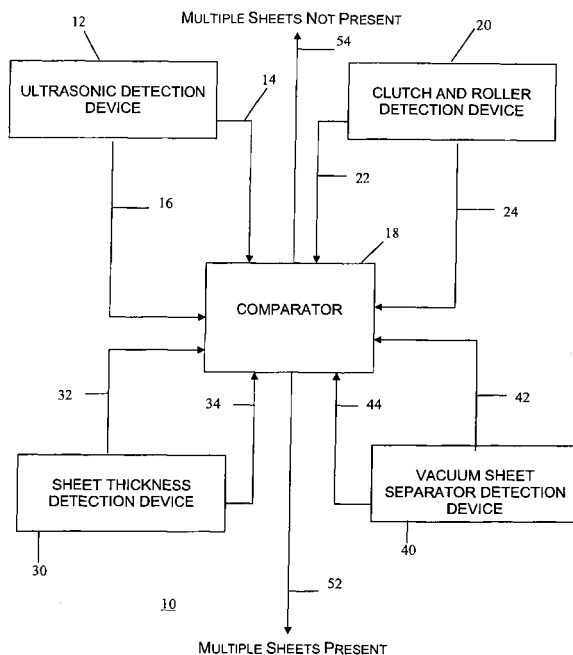 MULTIPLE SHEETS NOT PRESENT
12
54
20
ULTRASONIC DETECTION
DEVICE
14
CLUTCH AND ROLLER
DETECTION DEVICE
16
22
24
18
COMPARATOR
32
34
44
42
SHEET THICKNESS
DETECTION DEVICE
VACUUM SHEET
SEPARATOR DETECTION
DEVICE
30
40
10
52
MULTIPLE SHEETS PRESENT